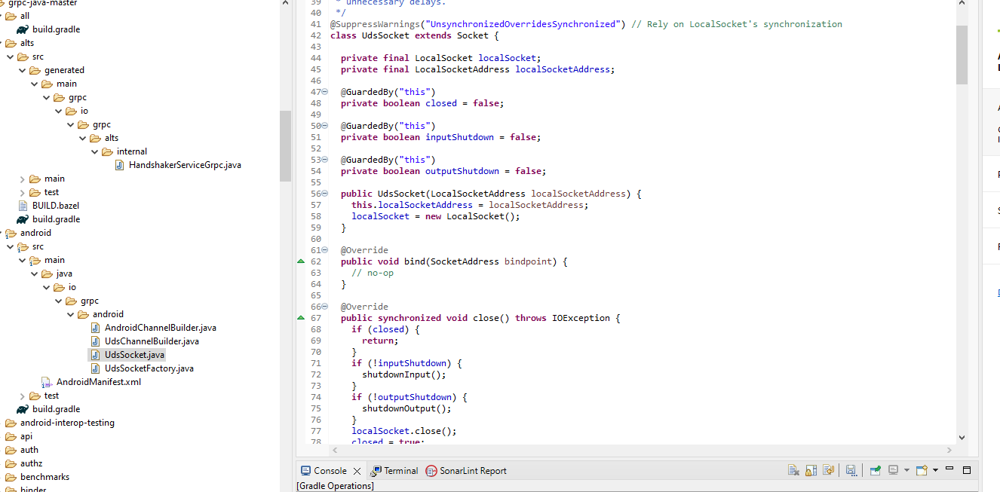 grpc-java-master
all
build.gradle
alts
src
generated
main
grpc
io
grpc
alts
internal
HandshakerServiceGrpc.java
main
test
BUILD.bazel
build.gradle
android
src
main
java
io
grpc
android
AndroidChannelBuilder.java
UdsChannelBuilder.java
UdsSocket.java
UdsSocketFactory.java
AndroidManifest.xml
test
build.gradle
android-interop-testing
api
auth
authz
benchmarks
binder
39 * unnecessary delays.
40 */
41 @SuppressWarnings("UnsynchronizedOverridesSynchronized") // Rely on LocalSocket's synchronization
42 class UdsSocket extends Socket {
43
44 private final LocalSocket localSocket;
45 private final LocalSocketAddress localSocketAddress;
46
47 @GuardedBy("this")
48 private boolean closed = false;
49
50 @GuardedBy("this")
51 private boolean inputShutdown = false;
52
53 @GuardedBy("this")
54 private boolean outputShutdown = false;
55
56 public UdsSocket(LocalSocketAddress localSocketAddress) {
57 this.localSocketAddress = localSocketAddress;
58 localSocket = new LocalSocket();
59 }
60
61 @Override
62 public void bind(SocketAddress bindpoint) {
63 // no-op
64 }
65
66 @Override
67 public synchronized void close() throws IOException {
68 if (closed) {
69 return;
70 }
71 if (!inputShutdown) {
72 shutdownInput();
73 }
74 if (!outputShutdown) {
75 shutdownOutput();
76 }
77 localSocket.close();
78 closed = true;
Console
Terminal
SonarLint Report
[Gradle Operations]